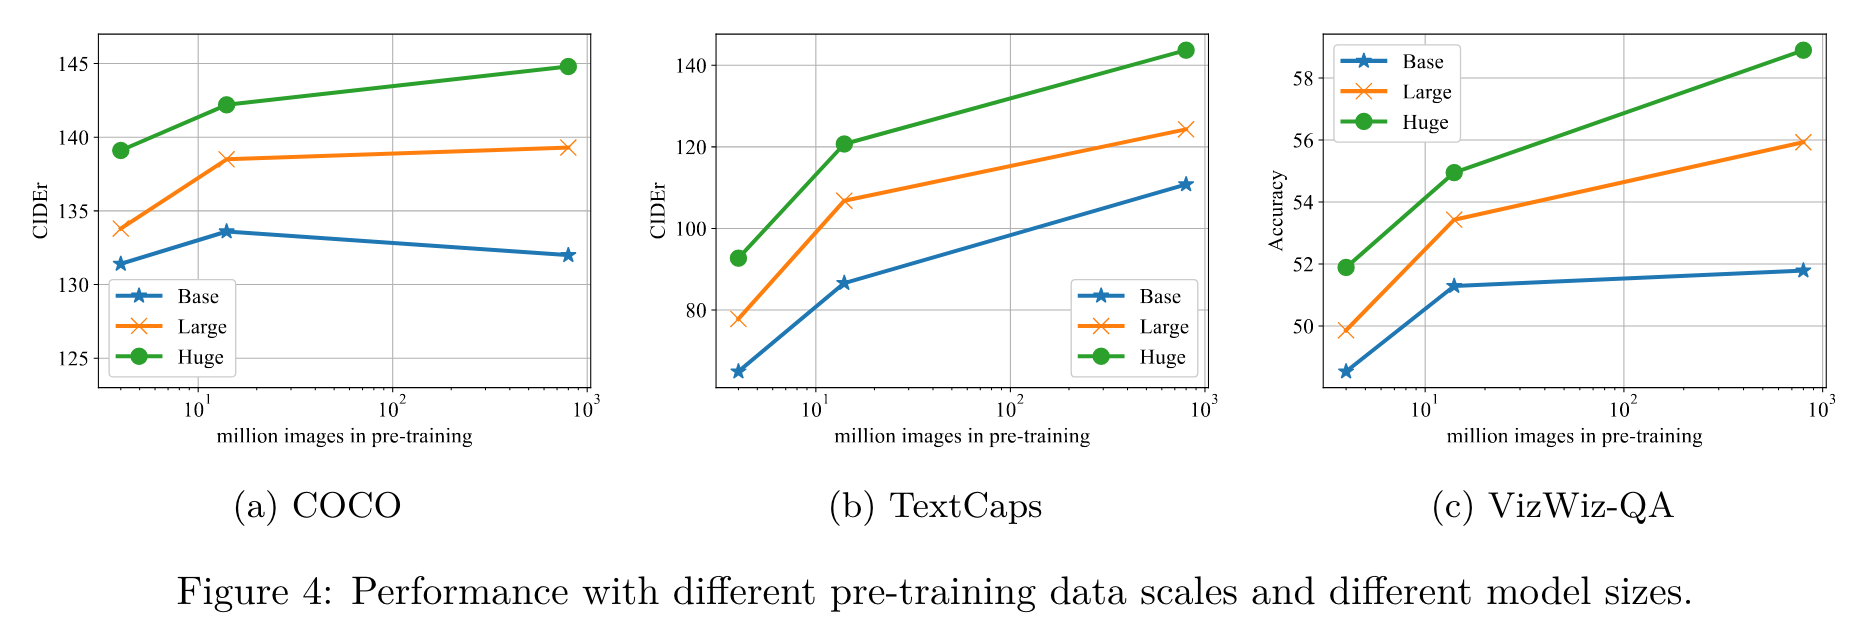 145
140
135
130
125
CIDEr
Base
Large
Huge
10^1 10^2 10^3
million images in pre-training
(a) COCO
140
120
100
80
CIDEr
Base
Large
Huge
10^1 10^2 10^3
million images in pre-training
(b) TextCaps
58
56
54
52
50
Accuracy
Base
Large
Huge
10^1 10^2 10^3
million images in pre-training
(c) VizWiz-QA
Figure 4: Performance with different pre-training data scales and different model sizes.